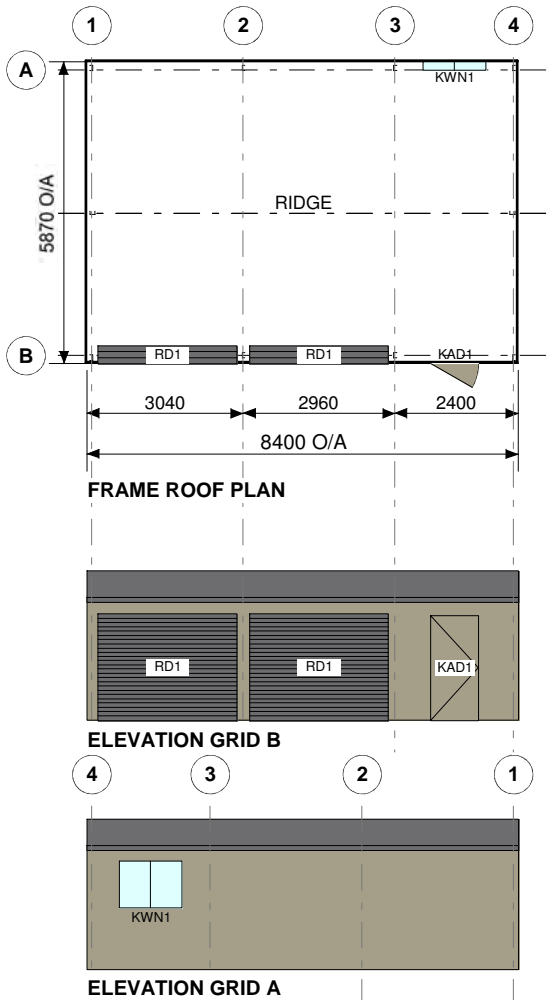 1 2 3 4
A
KWN1
5870 O/A
RIDGE
B
RD1 RD1 KAD1
3040 2960 2400
8400 O/A
FRAME ROOF PLAN
RD1 RD1 KAD1
ELEVATION GRID B
4 3 2 1
KWN1
ELEVATION GRID A